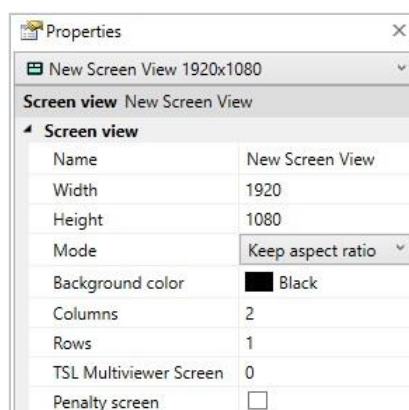 Properties
New Screen View 1920x1080
Screen view New Screen View
Screen view
Name New Screen View
Width 1920
Height 1080
Mode Keep aspect ratio
Background color Black
Columns 2
Rows 1
TSL Multiviewer Screen 0
Penalty screen